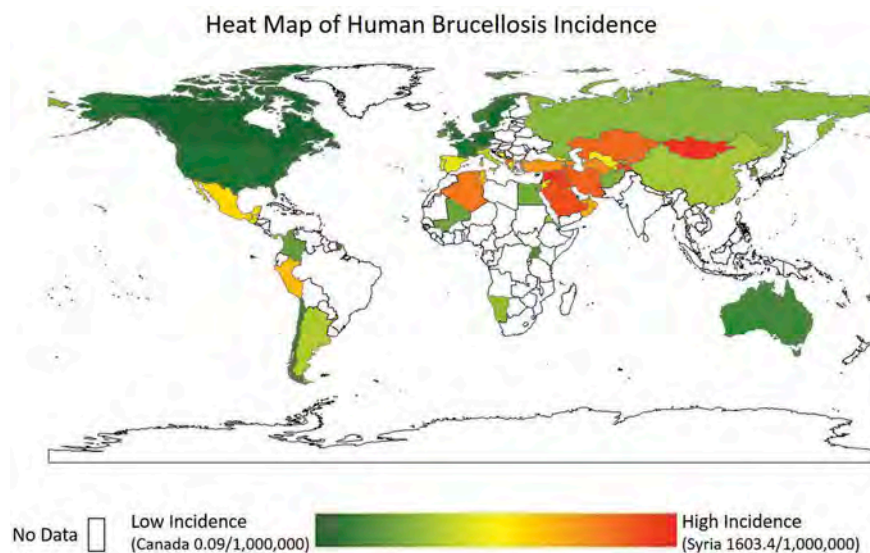 Heat Map of Human Brucellosis Incidence
No Data
Low Incidence
(Canada 0.09/1,000,000)
High Incidence
(Syria 1603.4/1,000,000)